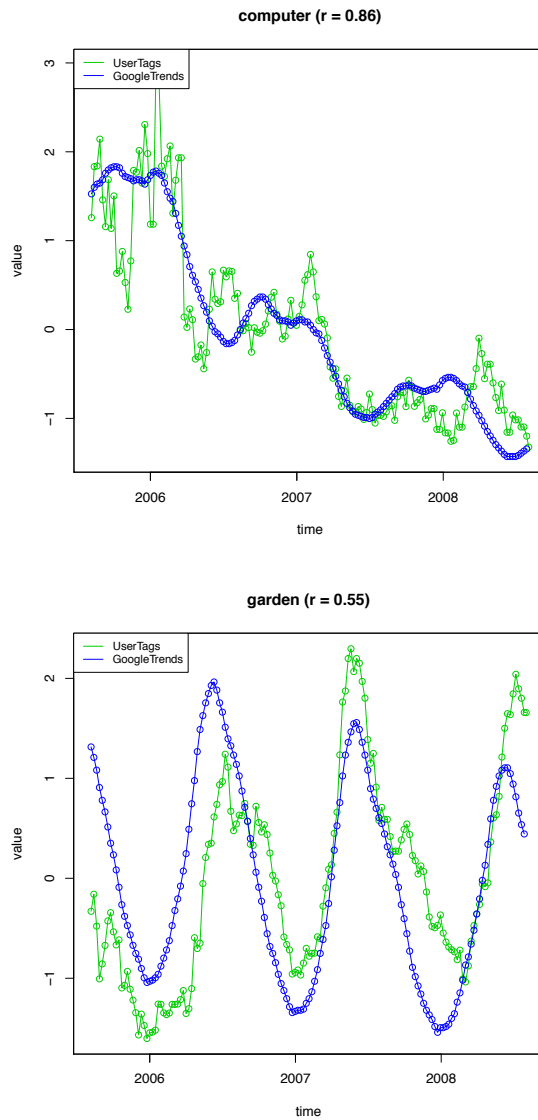 computer (r = 0.86)
UserTags
GoogleTrends
value
3
2
1
0
−1
2006 2007 2008
time
garden (r = 0.55)
UserTags
GoogleTrends
value
2
1
0
−1
2006 2007 2008
time